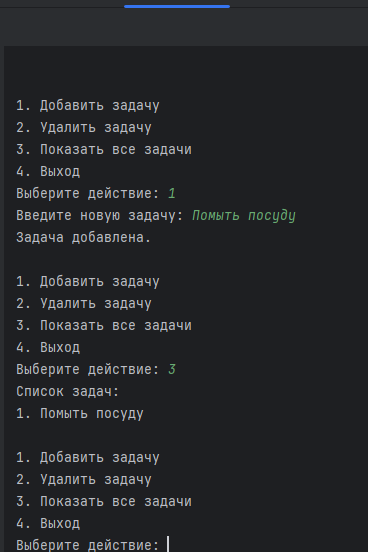 1. Добавить задачу
2. Удалить задачу
3. Показать все задачи
4. Выход
Выберите действие: 1
Введите новую задачу: Помыть посуду
Задача добавлена.
1. Добавить задачу
2. Удалить задачу
3. Показать все задачи
4. Выход
Выберите действие: 3
Список задач:
1. Помыть посуду
1. Добавить задачу
2. Удалить задачу
3. Показать все задачи
4. Выход
Выберите действие: